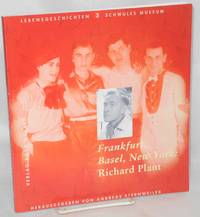 LEBENSGESCHICHTEN 3 SCHWULES MUSEUM
Frankfurt,
Basel, New York:
Richard Plant
VERLAG
HERAUSGEGEBEN VON ANDREAS STERNWEILER